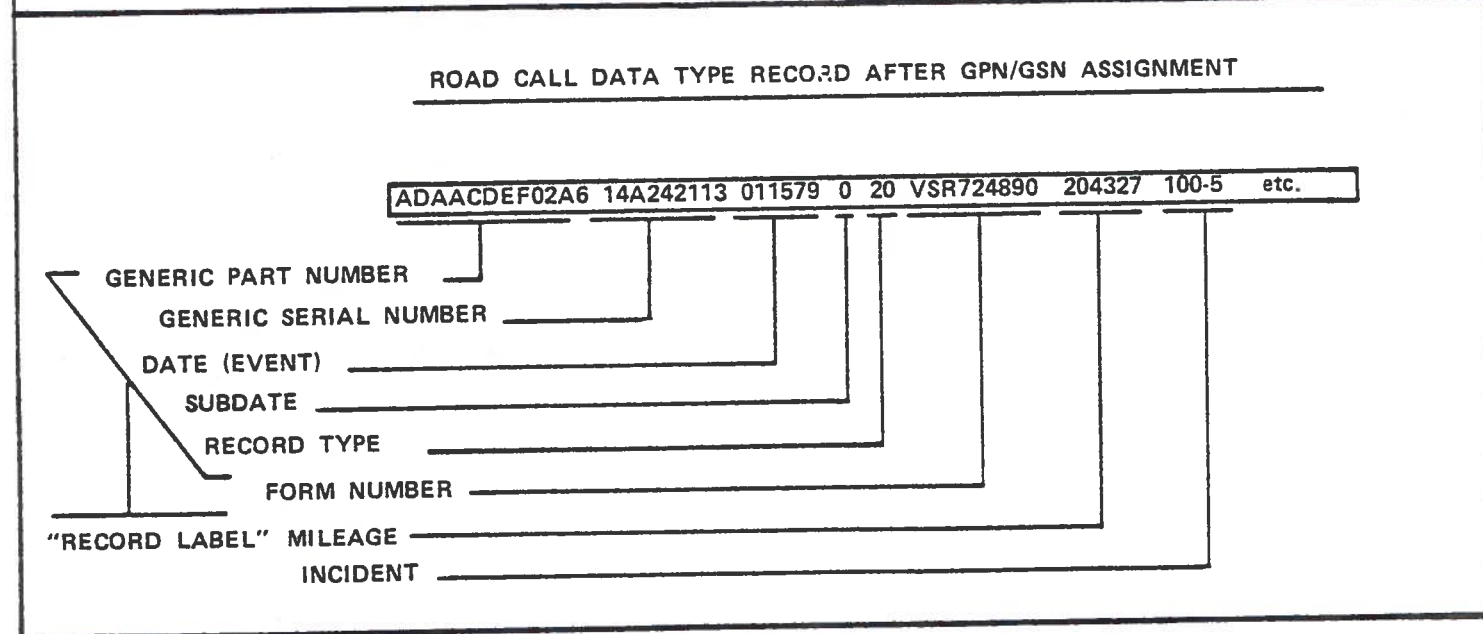 ROAD CALL DATA TYPE RECORD AFTER GPN/GSN ASSIGNMENT
ADAACDEF02A6 14A242113 011579 0 20 VSR724890 204327 100-5 etc.
GENERIC PART NUMBER
GENERIC SERIAL NUMBER
DATE (EVENT)
SUBDATE
RECORD TYPE
FORM NUMBER
"RECORD LABEL" MILEAGE
INCIDENT